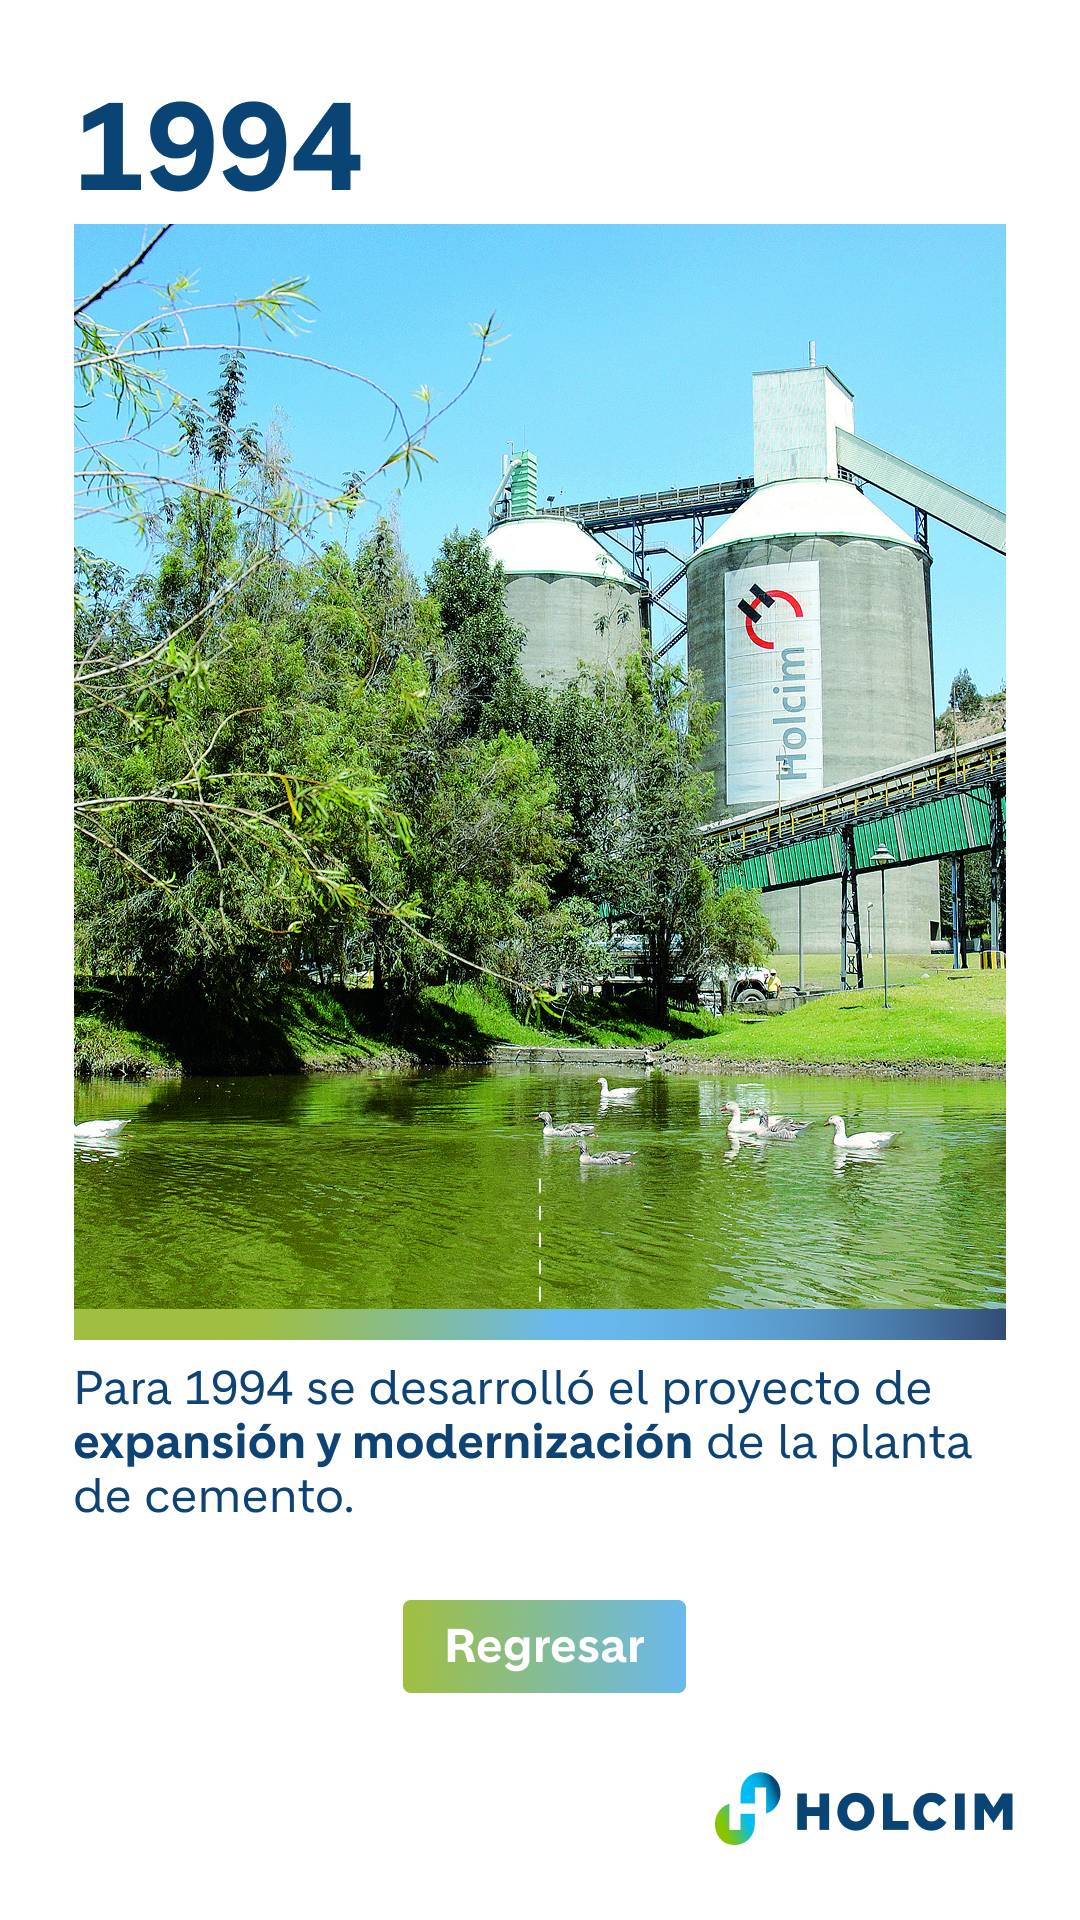 1994
Holcim
Para 1994 se desarrolló el proyecto de
expansión y modernización de la planta
de cemento.
Regresar
HOLCIM